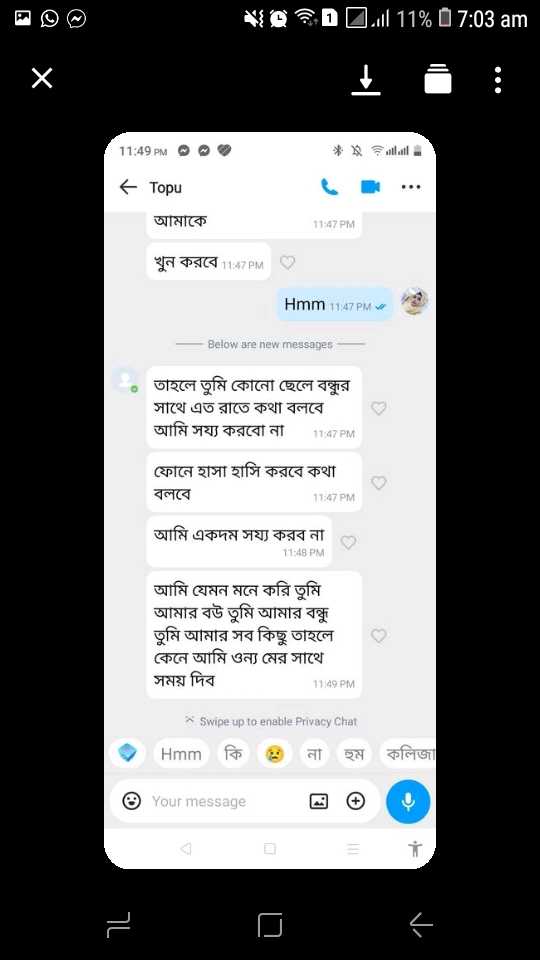 11% 7:03 am
11:49 PM
Topu
আমাকে
11:47 PM
খুন করবে 11:47 PM
Hmm 11:47 PM
Below are new messages
তাহলে তুমি কোনো ছেলে বন্ধুর
সাথে এত রাতে কথা বলবে
আমি সয্য করবো না 11:47 PM
ফোনে হাসা হাসি করবে কথা
বলবে 11:47 PM
আমি একদম সয্য করব না
11:48 PM
আমি যেমন মনে করি তুমি
আমার বউ তুমি আমার বন্ধু
তুমি আমার সব কিছু তাহলে
কেনে আমি ওন্য মের সাথে
সময় দিব 11:49 PM
Swipe up to enable Privacy Chat
Hmm কি না হুম কলিজা
Your message